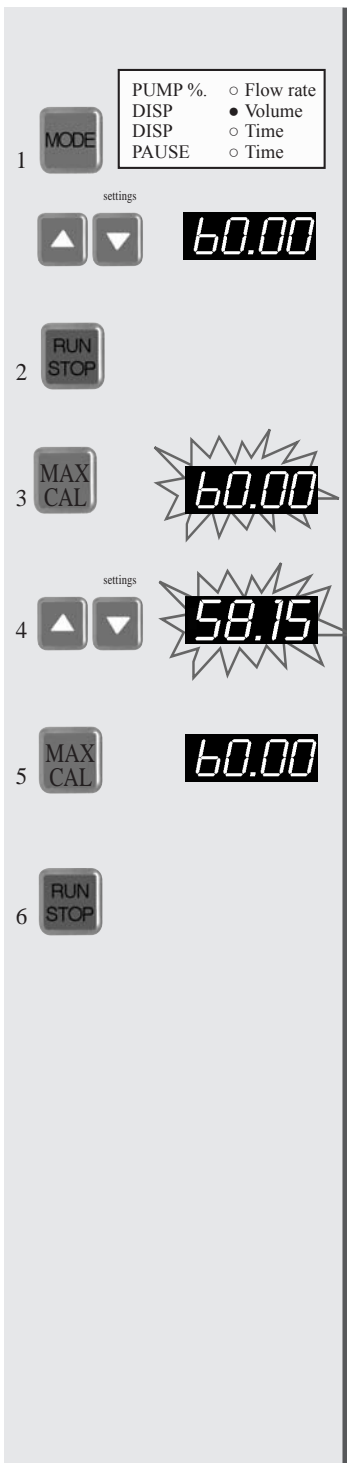 PUMP %. ○ Flow rate
DISP ● Volume
DISP ○ Time
PAUSE ○ Time
1 MODE
settings
60.00
2 RUN STOP
3 MAX CAL 60.00
settings
4 58.15
5 MAX CAL 60.00
6 RUN STOP